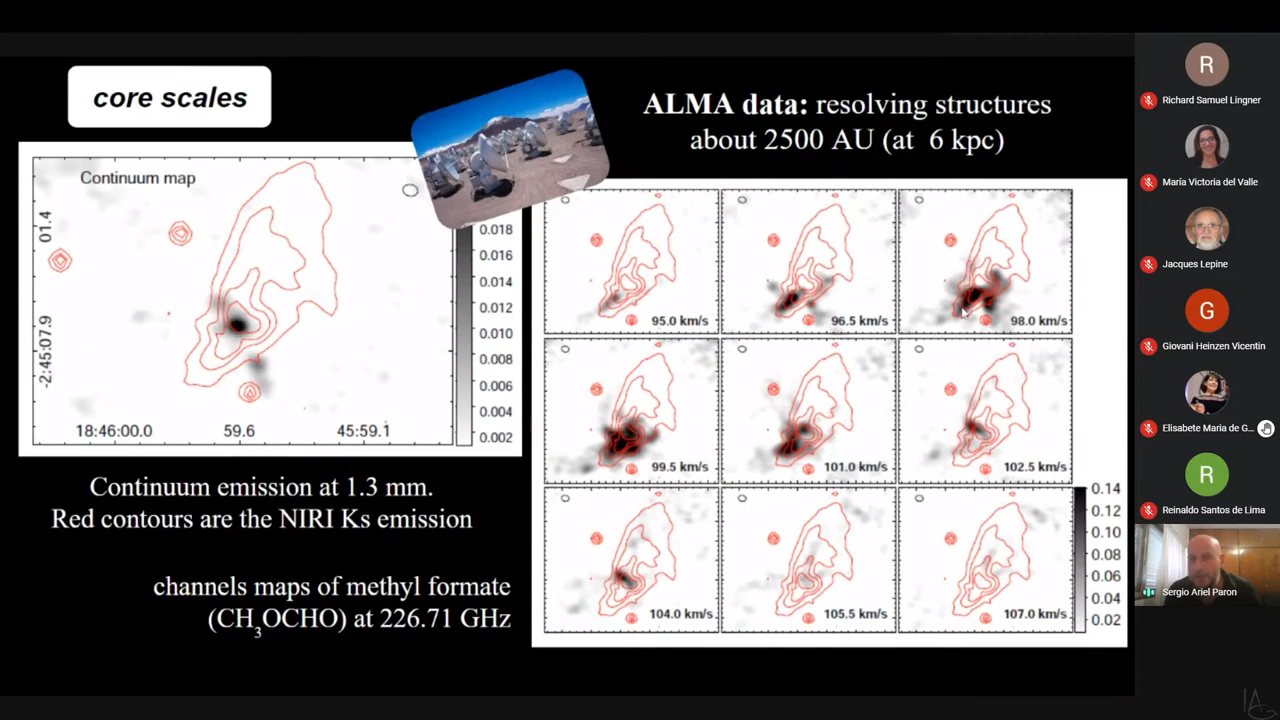 core scales
ALMA data: resolving structures
about 2500 AU (at 6 kpc)
Continuum map
01.4
-2:45:07.9
18:46:00.0
59.6
45:59.1
0.018
0.016
0.014
0.012
0.010
0.008
0.006
0.004
0.002
Continuum emission at 1.3 mm.
Red contours are the NIRI Ks emission
channels maps of methyl formate
(CH3OCHO) at 226.71 GHz
95.0 km/s
96.5 km/s
98.0 km/s
99.5 km/s
101.0 km/s
102.5 km/s
104.0 km/s
105.5 km/s
107.0 km/s
0.14
0.12
0.10
0.08
0.06
0.04
0.02
R
Richard Samuel Lingner
María Victoria del Valle
Jacques Lepine
G
Giovani Heinzen Vicentin
Elisabete Maria de G...
R
Reinaldo Santos de Lima
Sergio Ariel Paron
IAG